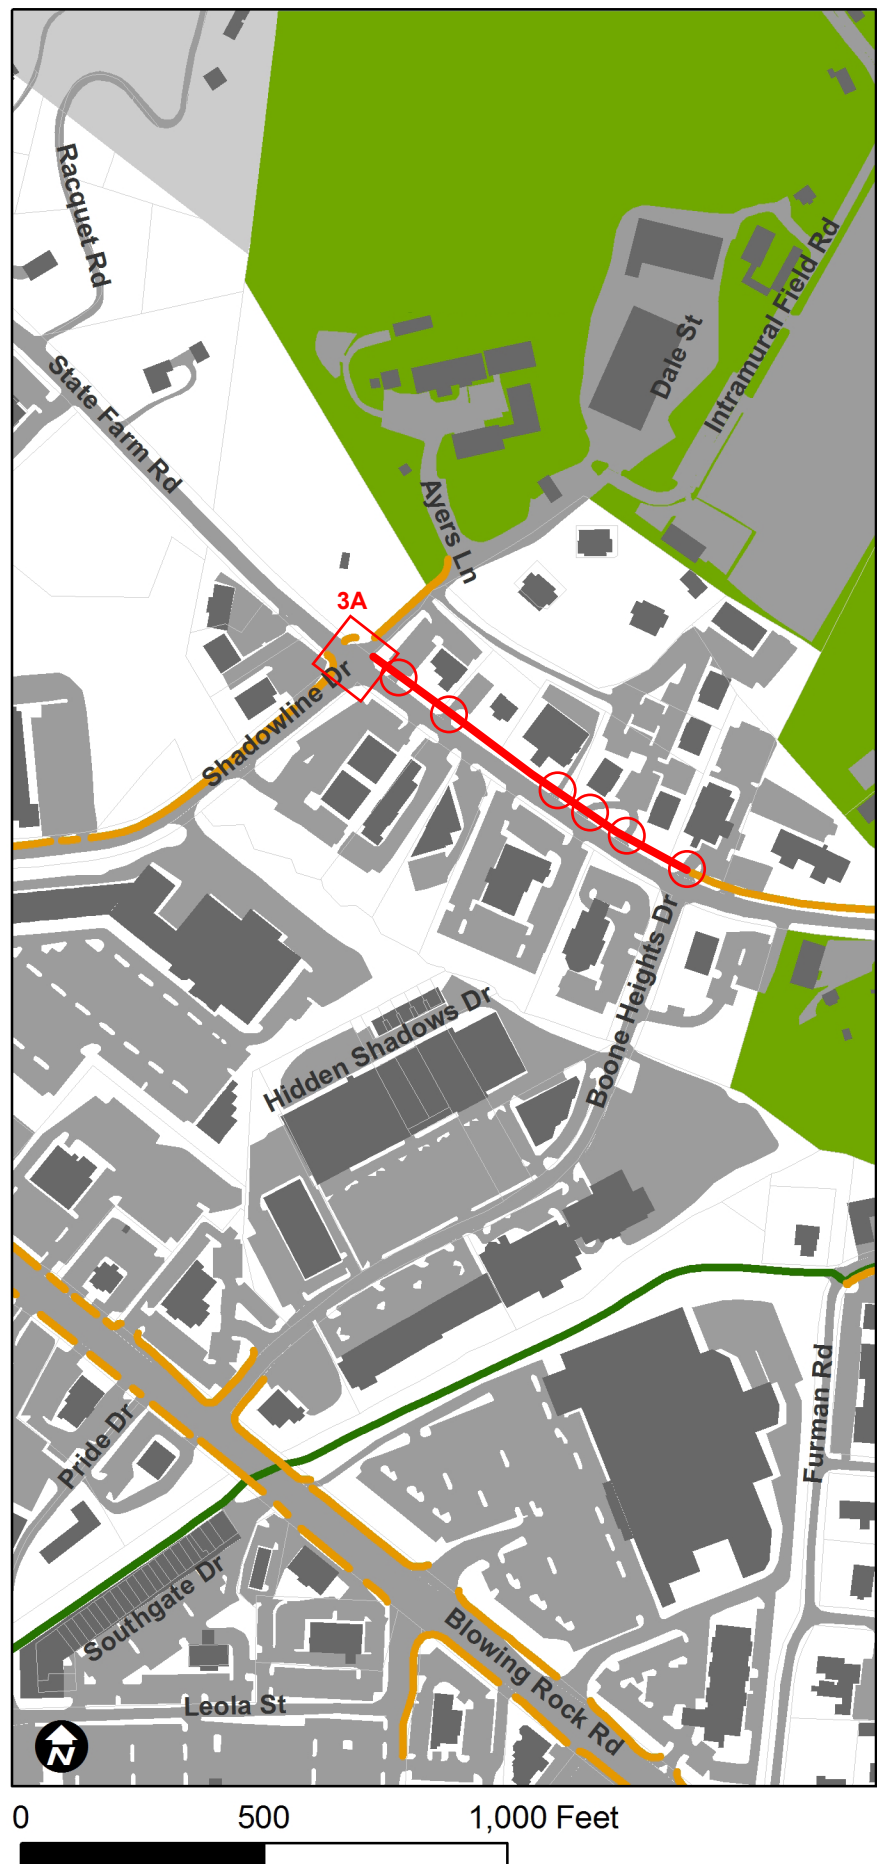 Racquet Rd
State Farm Rd
Dale St
Intramural Field Rd
Ayers Ln
3A
Shadowline Dr
Boone Heights Dr
Hidden Shadows Dr
Pride Dr
Furman Rd
Southgate Dr
Blowing Rock Rd
Leola St
N
0 500 1,000 Feet